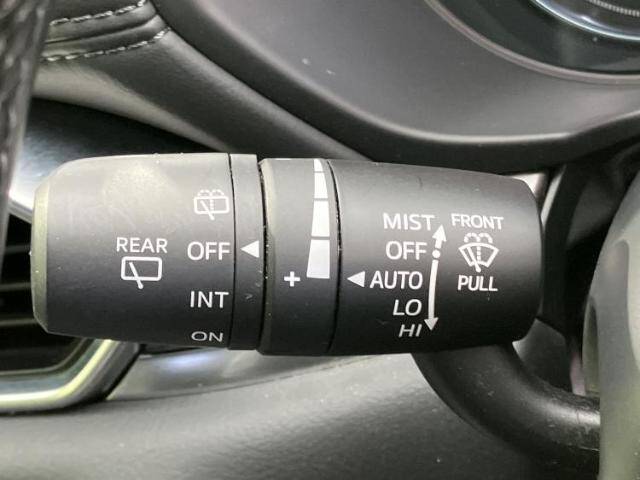 REAR
OFF
INT
ON
+
MIST
OFF
AUTO
LO
HI
FRONT
PULL